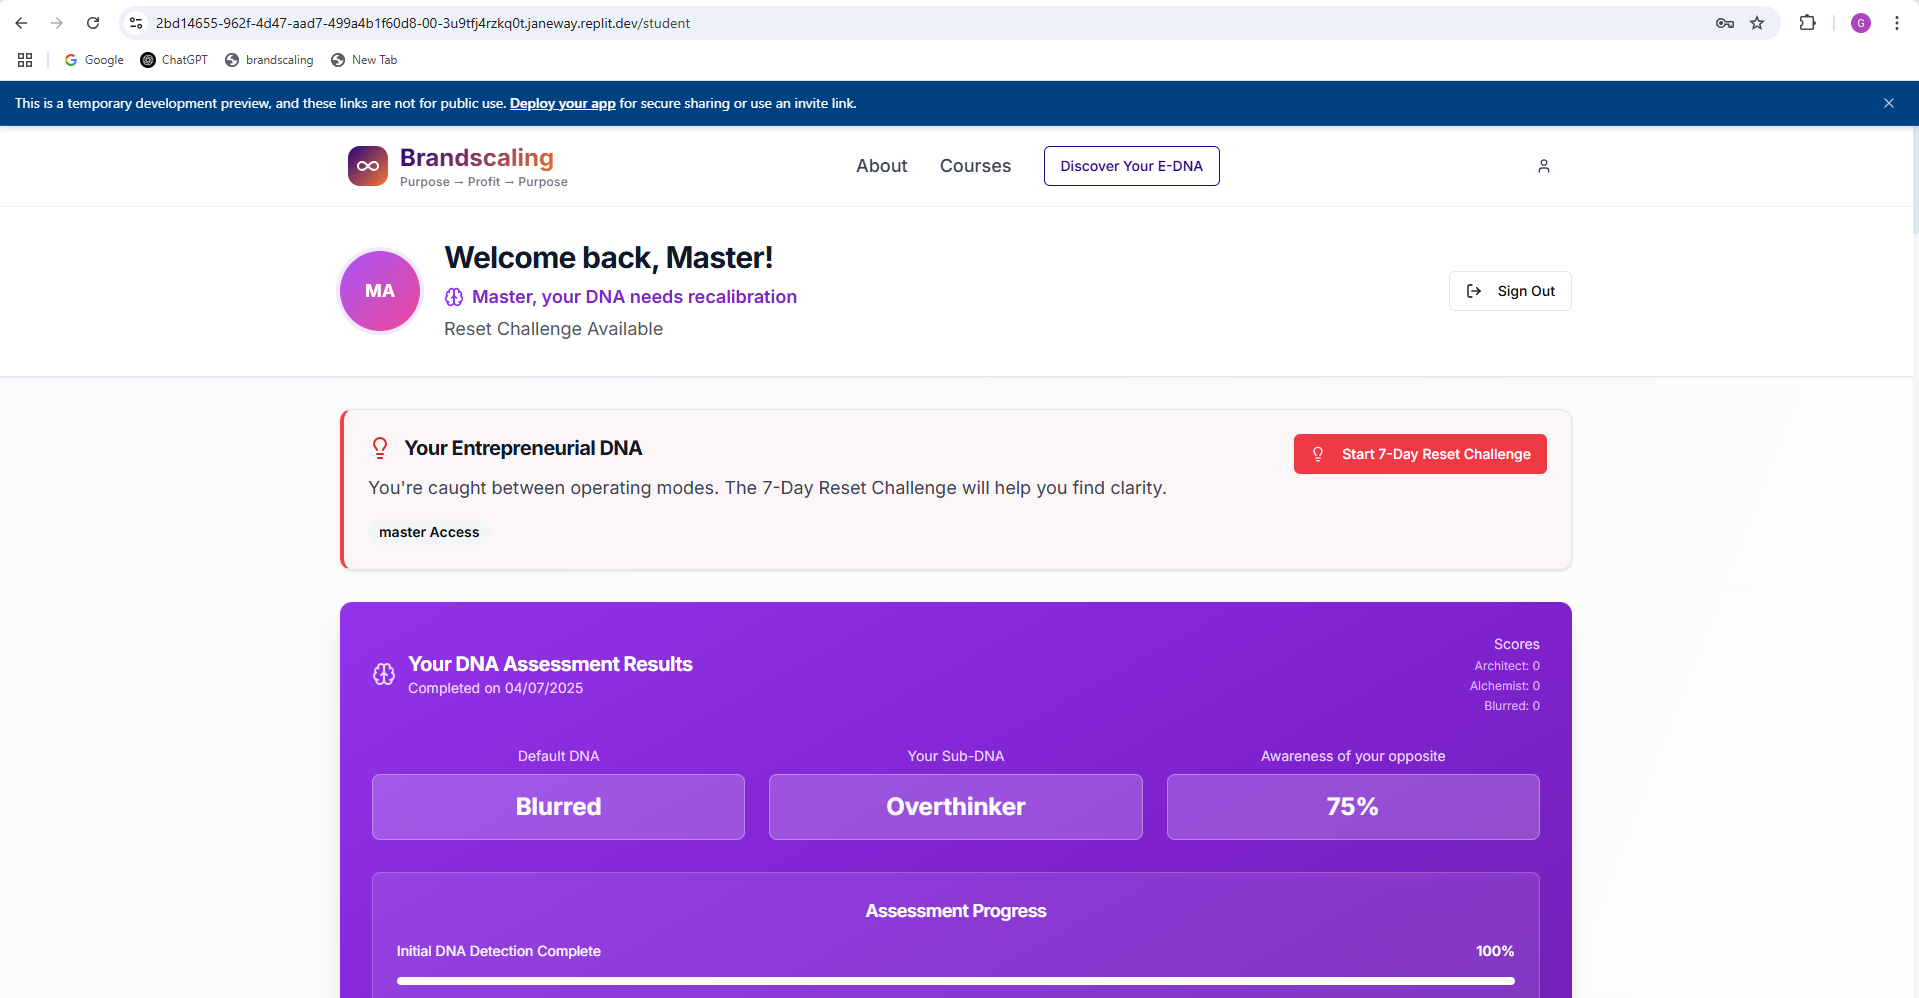 2bd14655-962f-4d47-aad7-499a4b1f60d8-00-3u9tfj4rzkq0t.janeway.replit.dev/student
G
Google
ChatGPT
brandscaling
New Tab
This is a temporary development preview, and these links are not for public use. Deploy your app for secure sharing or use an invite link.
Brandscaling
Purpose → Profit → Purpose
About
Courses
Discover Your E-DNA
MA
Welcome back, Master!
Master, your DNA needs recalibration
Reset Challenge Available
Sign Out
Your Entrepreneurial DNA
Start 7-Day Reset Challenge
You're caught between operating modes. The 7-Day Reset Challenge will help you find clarity.
master Access
Your DNA Assessment Results
Completed on 04/07/2025
Scores
Architect: 0
Alchemist: 0
Blurred: 0
Default DNA
Blurred
Your Sub-DNA
Overthinker
Awareness of your opposite
75%
Assessment Progress
Initial DNA Detection Complete
100%